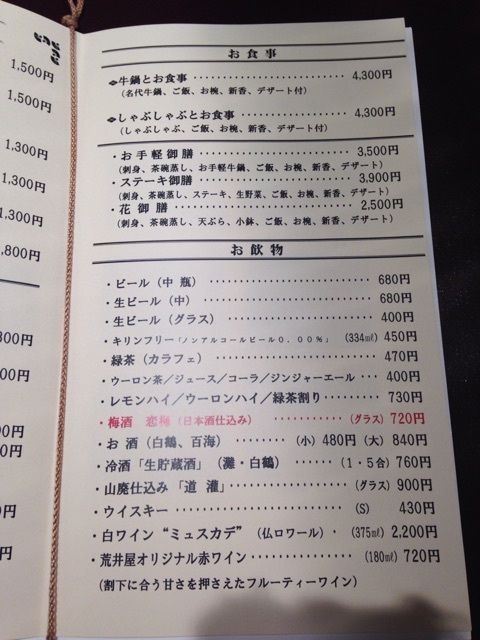 お食事
牛鍋とお食事 ・・・・・・・・・・・・・・・・・・・・・・・ 4,300円
(名代牛鍋、ご飯、お椀、新香、デザート付)
しゃぶしゃぶとお食事 ・・・・・・・・・・・・・・・・ 4,300円
(しゃぶしゃぶ、ご飯、お椀、新香、デザート付)
・お手軽御膳 ・・・・・・・・・・・・・・・・・・・・・・・ 3,500円
(刺身、茶碗蒸し、お手軽牛鍋、ご飯、お椀、新香、デザート)
・ステーキ御膳 ・・・・・・・・・・・・・・・・・・・・・ 3,900円
(刺身、茶碗蒸し、ステーキ、生野菜、ご飯、お椀、新香、デザート)
・花御膳 ・・・・・・・・・・・・・・・・・・・・・・・・・ 2,500円
(刺身、茶碗蒸し、天ぷら、小鉢、ご飯、お椀、新香、デザート)
お飲物
・ビール(中瓶) ・・・・・・・・・・・・・・・・・・・・ 680円
・生ビール(中) ・・・・・・・・・・・・・・・・・・・・ 680円
・生ビール(グラス) ・・・・・・・・・・・・・・・・・ 400円
・キリンフリー「ノンアルコールビール0.00%」 (334㎖) 450円
・緑茶(カラフェ) ・・・・・・・・・・・・・・・・・・・ 470円
・ウーロン茶/ジュース/コーラ/ジンジャーエール ・・・ 400円
・レモンハイ/ウーロンハイ/緑茶割り・・・・・・・・・ 730円
・梅酒 (日本酒仕込み) ・・・・・・・・・・・ (グラス) 720円
・お酒(白鶴、百海) ・・・・・・・・ (小) 480円 (大) 840円
・冷酒「生貯蔵酒」(灘・白鶴) ・・・・・・ (1・5合) 760円
・山廃仕込み「道灌」・・・・・・・・・・・・・・・ (グラス) 900円
・ウイスキー ・・・・・・・・・・・・・・・・・・・・ (S) 430円
・白ワイン“ミュスカデ”(仏ロワール)・ (375㎖) 2,200円
・荒井屋オリジナル赤ワイン・・・・・・・・・・・・ (180㎖) 720円
(割下に合う甘さを押さえたフルーティーワイン)
1,500円
1,500円
1,300円
1,300円
1,300円